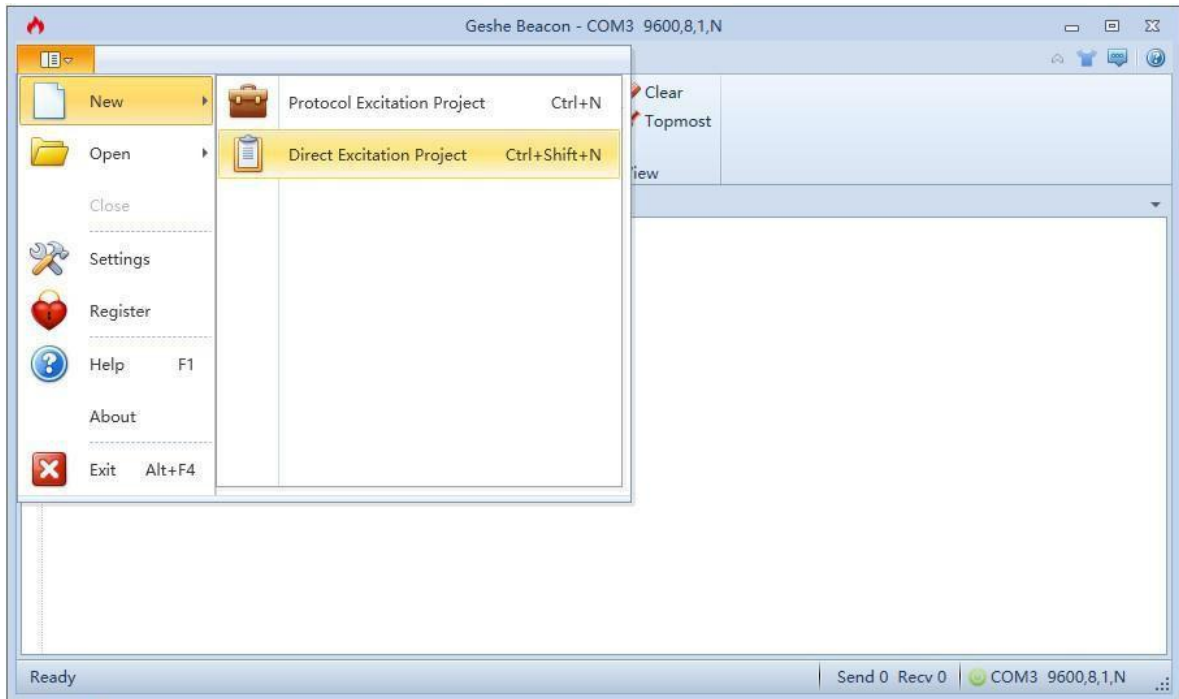 Geshe Beacon - COM3 9600,8,1,N
New
Protocol Excitation Project Ctrl+N
Clear
Topmost
Open
Direct Excitation Project Ctrl+Shift+N
Close
Settings
Register
Help F1
About
Exit Alt+F4
Ready
Send 0 Recv 0
COM3 9600,8,1,N